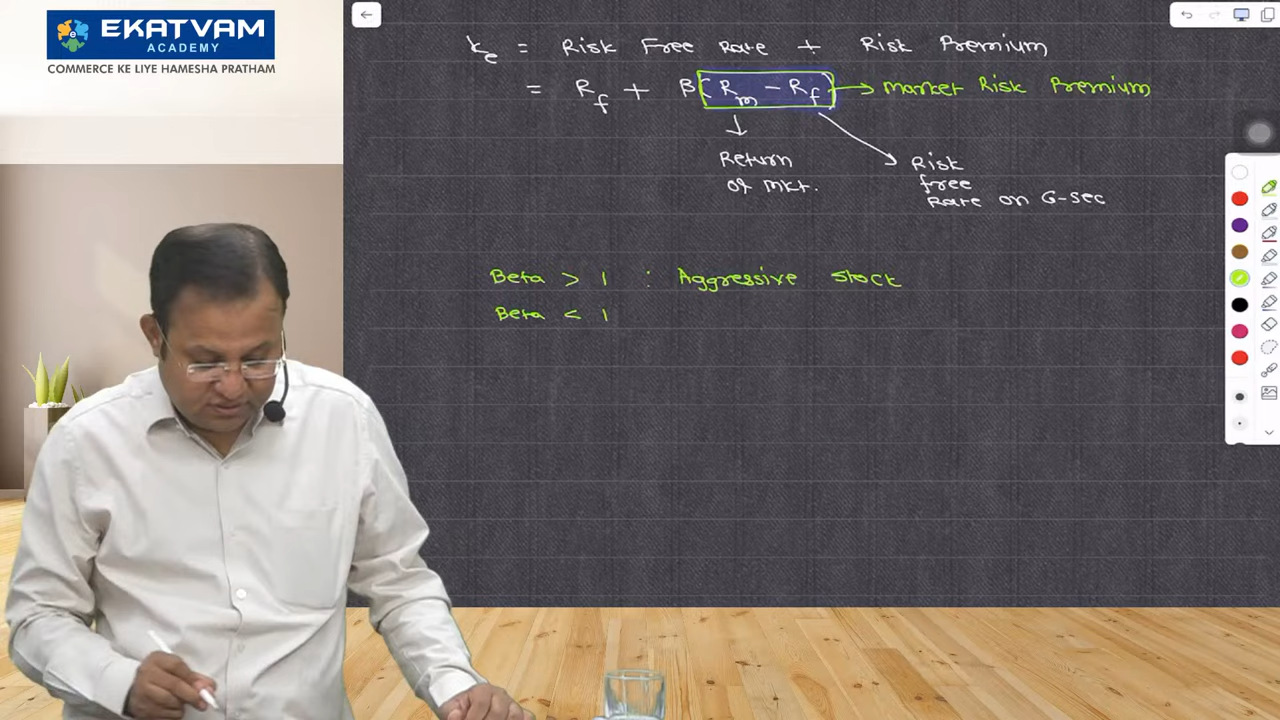 EKATVAM
ACADEMY
COMMERCE KE LIYE HAMESHA PRATHAM
ke = Risk Free Rate + Risk Premium
= Rf + β(Rm - Rf) → market Risk Premium
Return
of mkt.
Risk
free
Rate on G-sec
Beta > 1 : Aggressive Stock
Beta < 1